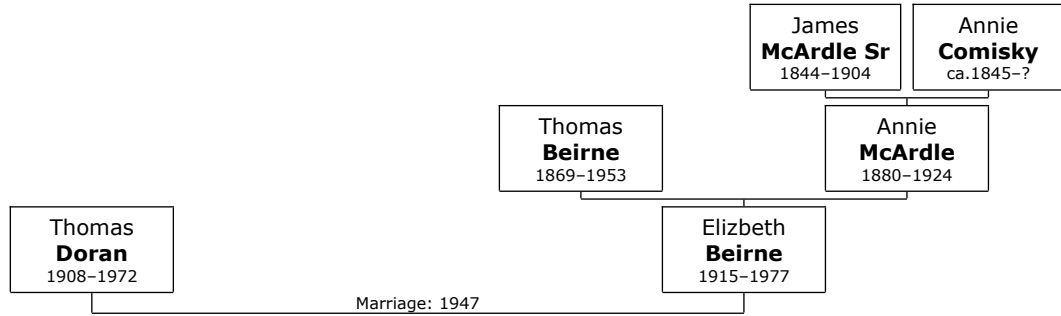 James
McArdle Sr
1844–1904
Annie
Comisky
ca.1845–?
Thomas
Beirne
1869–1953
Annie
McArdle
1880–1924
Thomas
Doran
1908–1972
Elizbeth
Beirne
1915–1977
Marriage: 1947